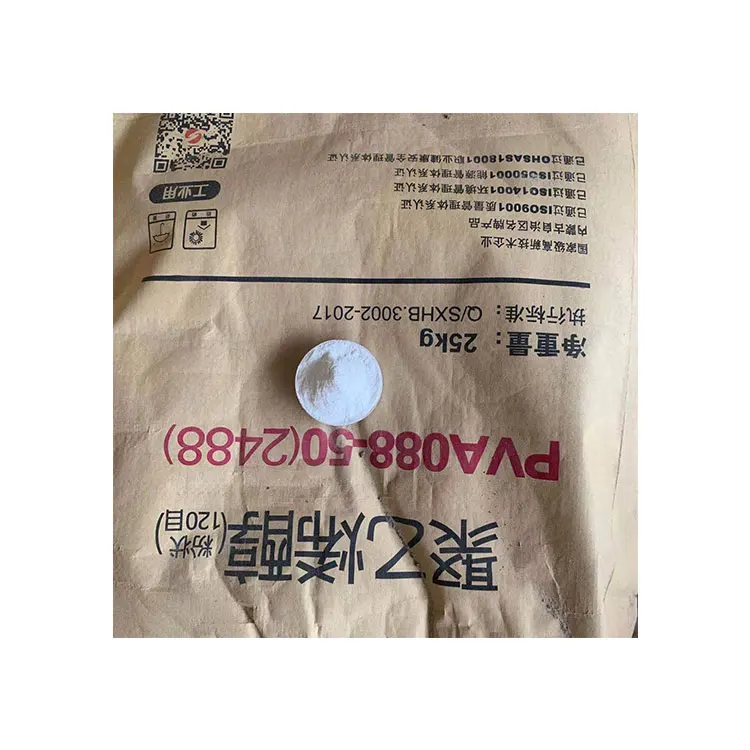 聚乙烯醇
(粉状)
(120目)
PVA088-50(2488)
净重量：25kg
执行标准：Q/SXHB.3002-2017
国家级高新技术企业
内蒙古自治区名牌产品
已通过ISO9001质量管理体系认证
已通过ISO14001环境管理体系认证
已通过ISO50001能源管理体系认证
已通过OHSAS18001职业健康安全管理体系认证
工业用